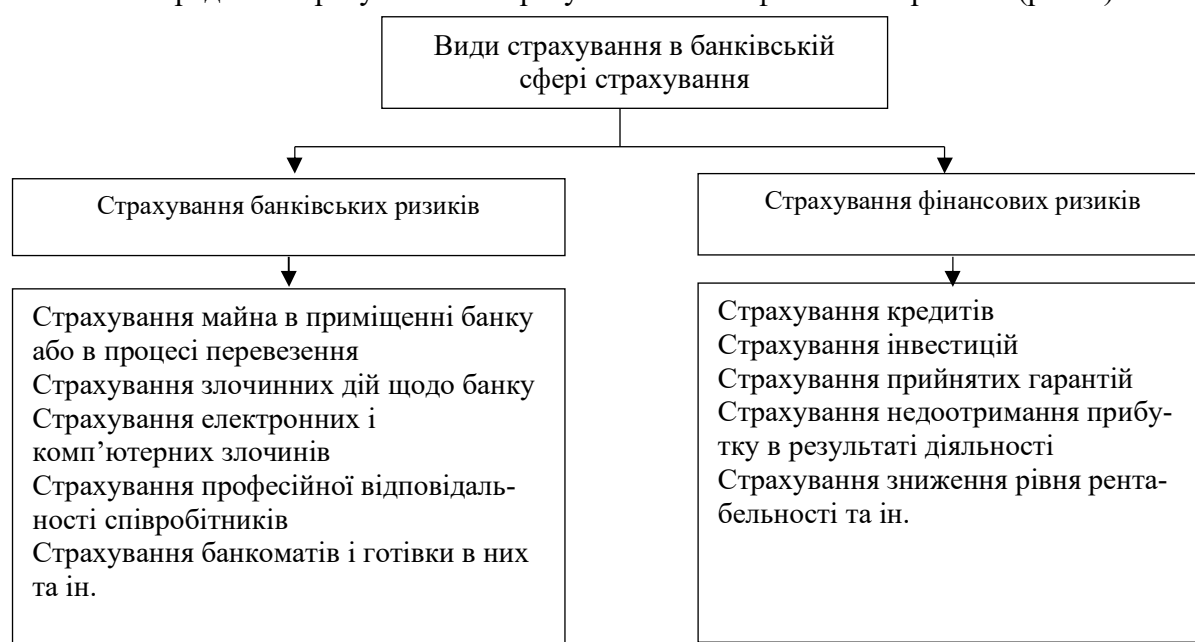 Види страхування в банківській
сфері страхування
Страхування банківських ризиків
Страхування фінансових ризиків
Страхування майна в приміщенні банку
або в процесі перевезення
Страхування злочинних дій щодо банку
Страхування електронних і
комп’ютерних злочинів
Страхування професійної відповідаль-
ності співробітників
Страхування банкоматів і готівки в них
та ін.
Страхування кредитів
Страхування інвестицій
Страхування прийнятих гарантій
Страхування недоотримання прибу-
тку в результаті діяльності
Страхування зниження рівня рента-
бельності та ін.